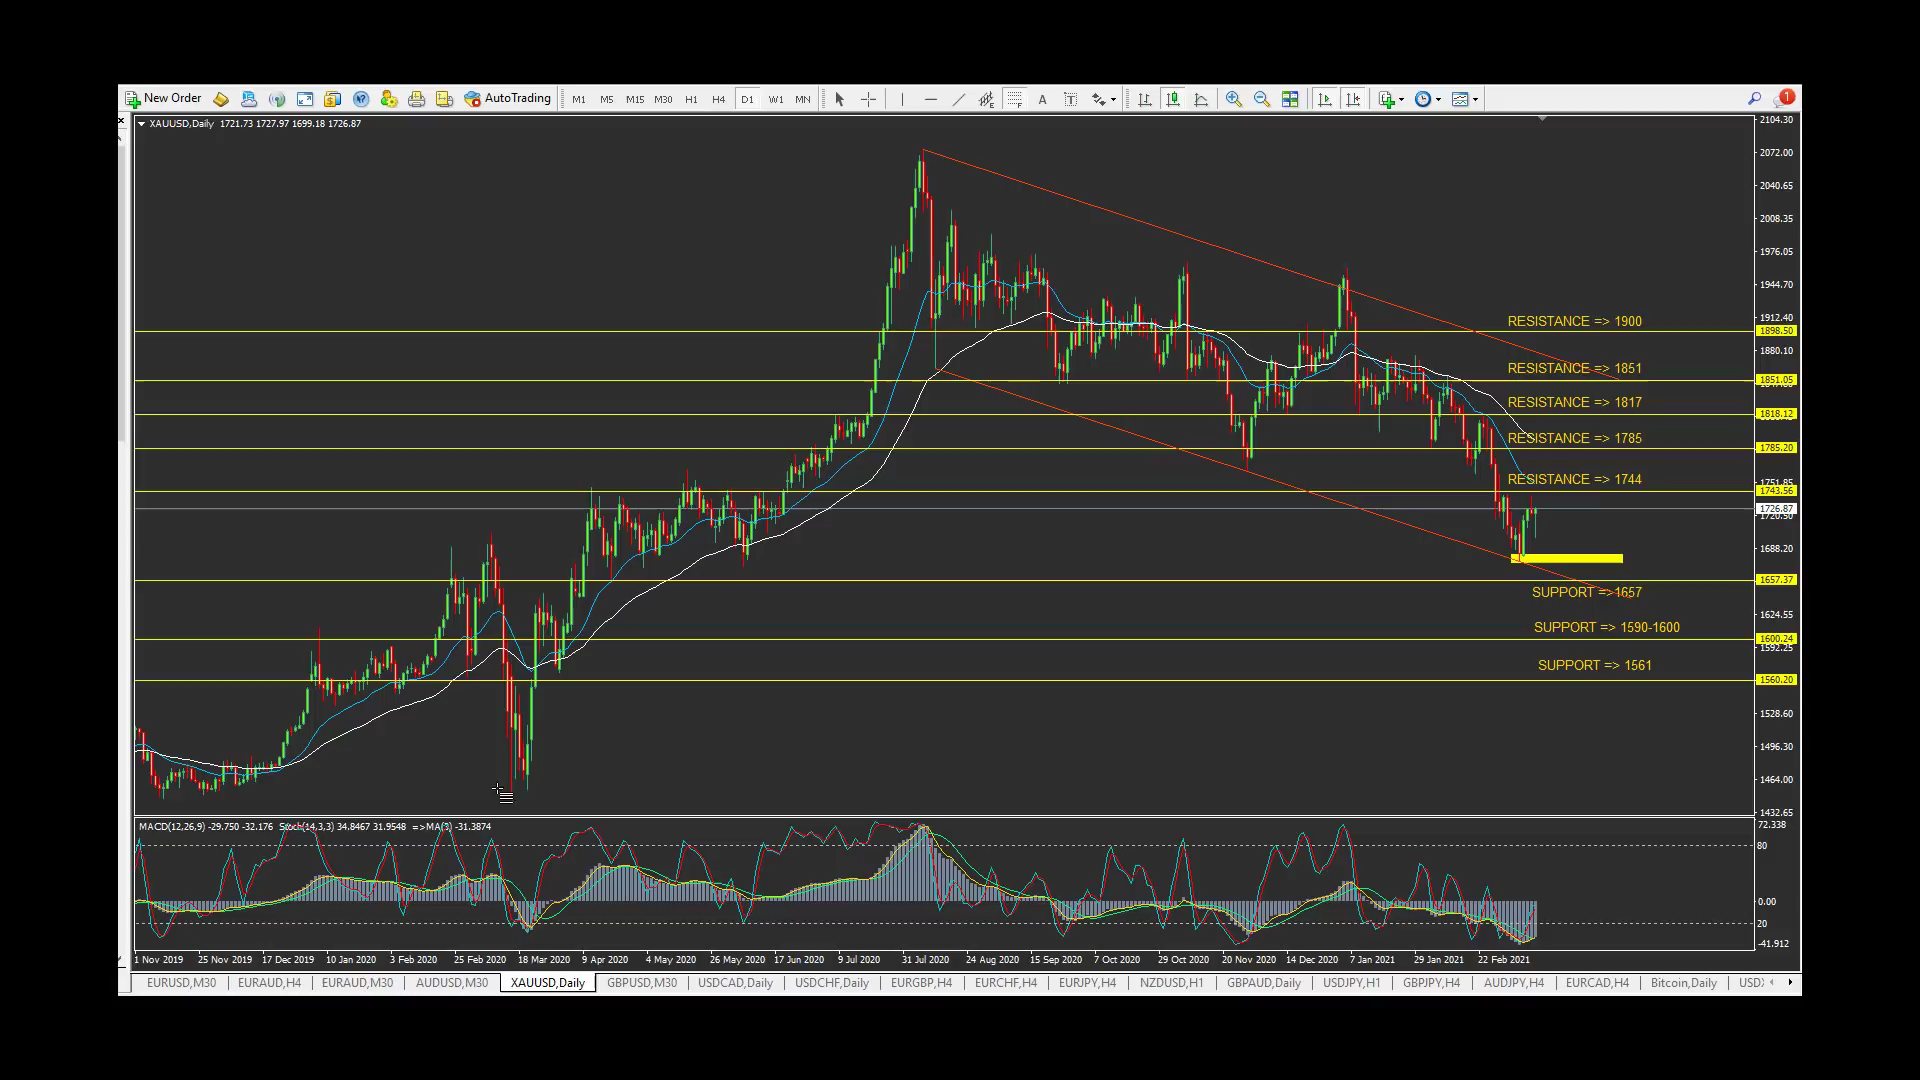 New Order AutoTrading M1 M5 M15 M30 H1 H4 D1 W1 MN A T 1
XAUUSD,Daily 1721.73 1727.97 1699.18 1726.87
2104.30
2072.00
2040.65
2008.35
1976.05
1944.70
1912.40
RESISTANCE => 1900
1898.50
1880.10
RESISTANCE => 1851
1851.05
RESISTANCE => 1817
1818.12
RESISTANCE => 1785
1785.20
RESISTANCE => 1744
1751.85
1743.56
1726.87
1688.20
1657.37
SUPPORT =>1657
1624.55
SUPPORT => 1590-1600
1600.24
1592.25
SUPPORT => 1561
1560.20
1528.60
1496.30
1464.00
1432.65
MACD(12,26,9) -29.750 -32.176 Stoch(14,3,3) 34.8467 31.9548 =>MA(3) -31.3874
72.338
80
0.00
20
-41.912
1 Nov 2019 25 Nov 2019 17 Dec 2019 10 Jan 2020 3 Feb 2020 25 Feb 2020 18 Mar 2020 9 Apr 2020 4 May 2020 26 May 2020 17 Jun 2020 9 Jul 2020 31 Jul 2020 24 Aug 2020 15 Sep 2020 7 Oct 2020 29 Oct 2020 20 Nov 2020 14 Dec 2020 7 Jan 2021 29 Jan 2021 22 Feb 2021
EURUSD,M30 EURAUD,H4 EURAUD,M30 AUDUSD,M30 XAUUSD,Daily GBPUSD,M30 USDCAD,Daily USDCHF,Daily EURGBP,H4 EURCHF,H4 EURJPY,H4 NZDUSD,H1 GBPAUD,Daily USDJPY,H1 GBPJPY,H4 AUDJPY,H4 EURCAD,H4 Bitcoin,Daily